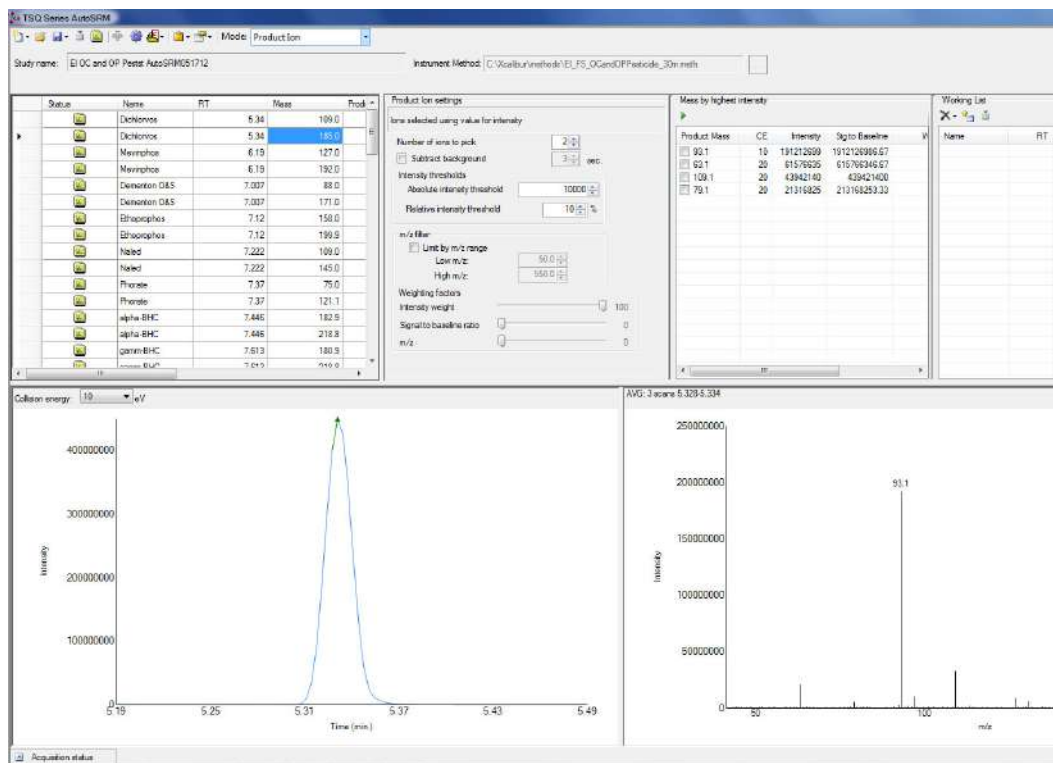 TSQ Series AutoSRM
Mode: Product Ion
Study name: EI OC and OP Pestst AutoSRM051712
Instrument Method: C:\Xcalibur\methods\EI_FS_OCandOPPesticide_30m.meth
Status Name RT Mass Prod
Dichlorvos 5.34 109.0
Dichlorvos 5.34 185.0
Mevinphos 6.19 127.0
Mevinphos 6.19 192.0
Dementon O&S 7.007 88.0
Dementon O&S 7.007 171.0
Ethoprophos 7.12 158.0
Ethoprophos 7.12 199.9
Naled 7.222 109.0
Naled 7.222 145.0
Phorate 7.37 75.0
Phorate 7.37 121.1
alpha-BHC 7.446 182.9
alpha-BHC 7.446 218.8
gamm-BHC 7.613 180.9
Product Ion settings
Ions selected using value for intensity
Number of ions to pick 2
Subtract background 3 sec.
Intensity thresholds
Absolute intensity threshold 10000
Relative intensity threshold 10 %
m/z filter
Limit by m/z range
Low m/z: 50.0
High m/z: 550.0
Weighting factors
Intensity weight 100
Signal to baseline ratio 0
m/z 0
Mass by highest intensity
Product Mass CE Intensity Sig to Baseline W
93.1 10 191212699 1912126986.67
63.1 20 61576635 615766346.67
109.1 20 43942140 439421400
79.1 20 21316825 213168253.33
Working List
Name RT
Collision energy: 10 eV
400000000
300000000
200000000
100000000
0
Intensity
5.19 5.25 5.31 5.37 5.43 5.49
Time (min.)
AVG: 3 scans 5.328-5.334
250000000
200000000
150000000
100000000
50000000
0
Intensity
93.1
50 100
m/z
Acquisition status